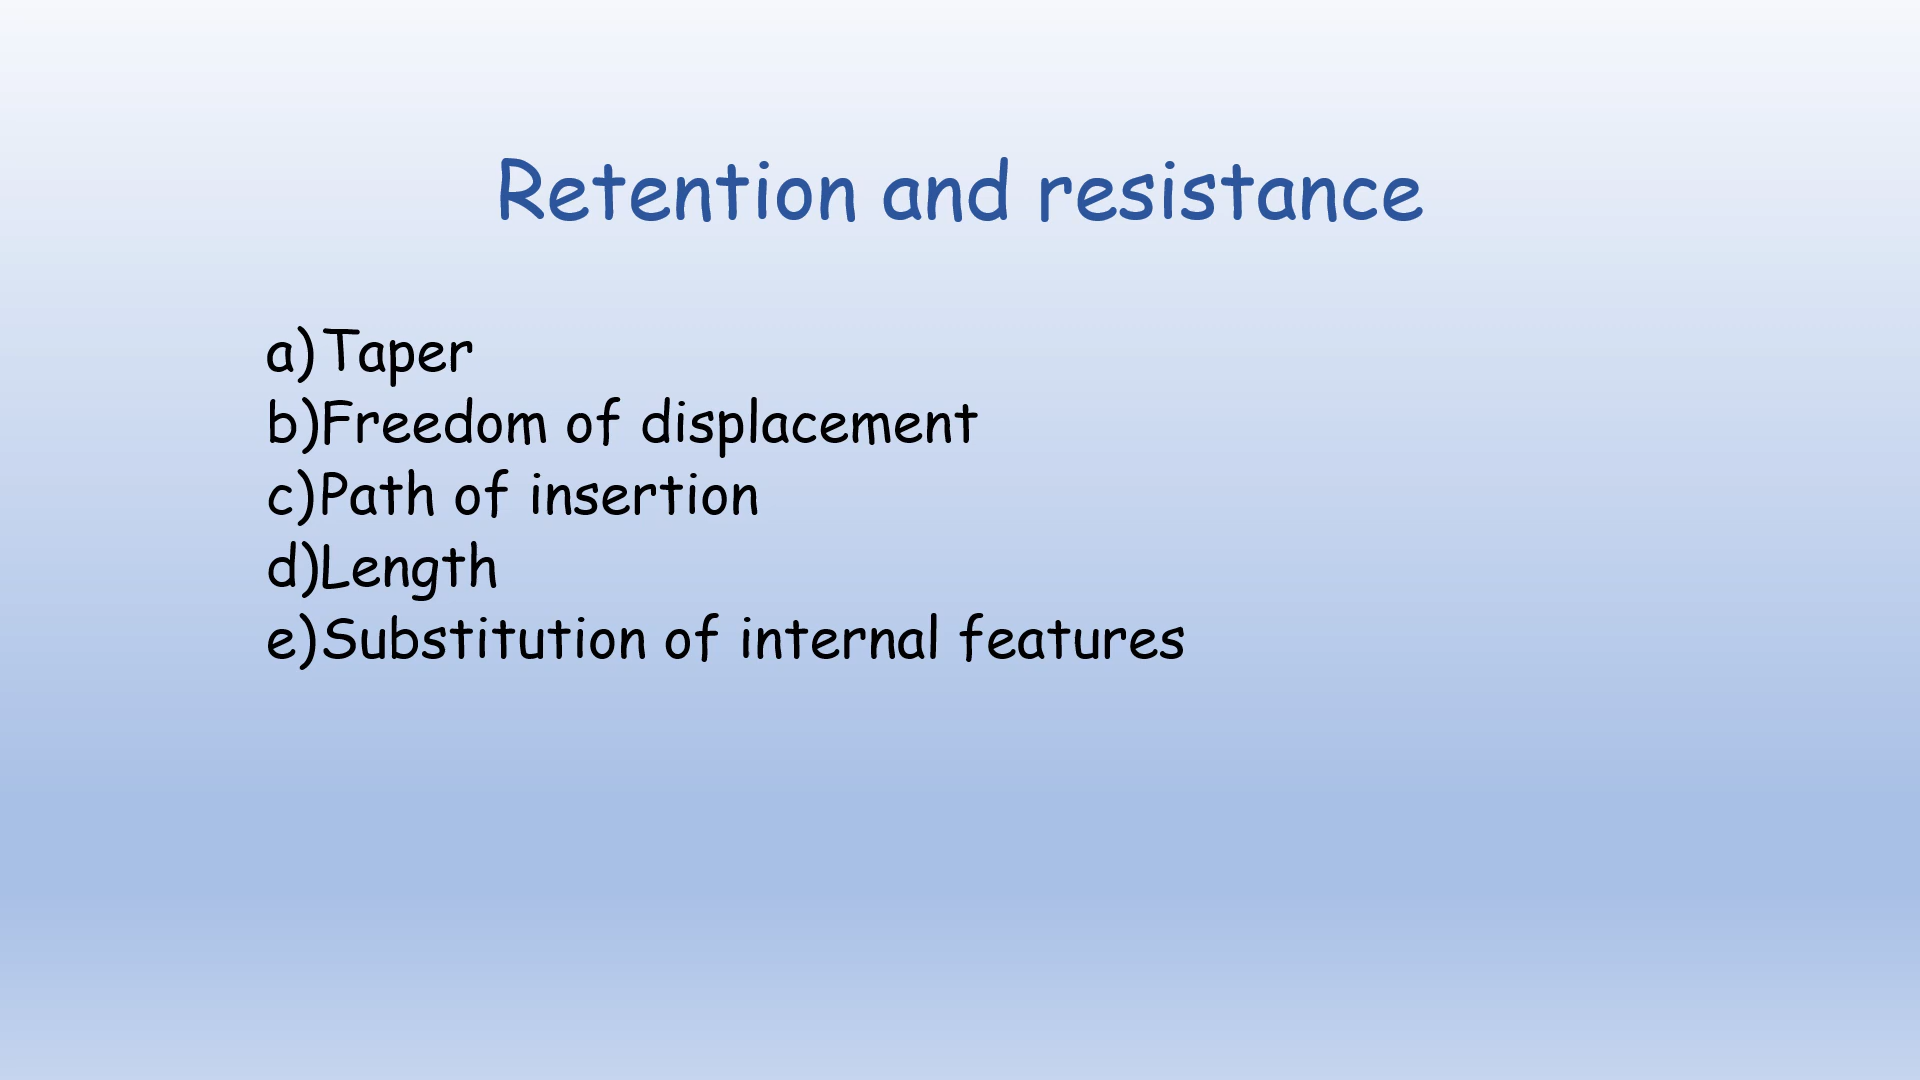 Retention and resistance
a) Taper
b)Freedom of displacement
c)Path of insertion
d)Length
e)Substitution of internal features